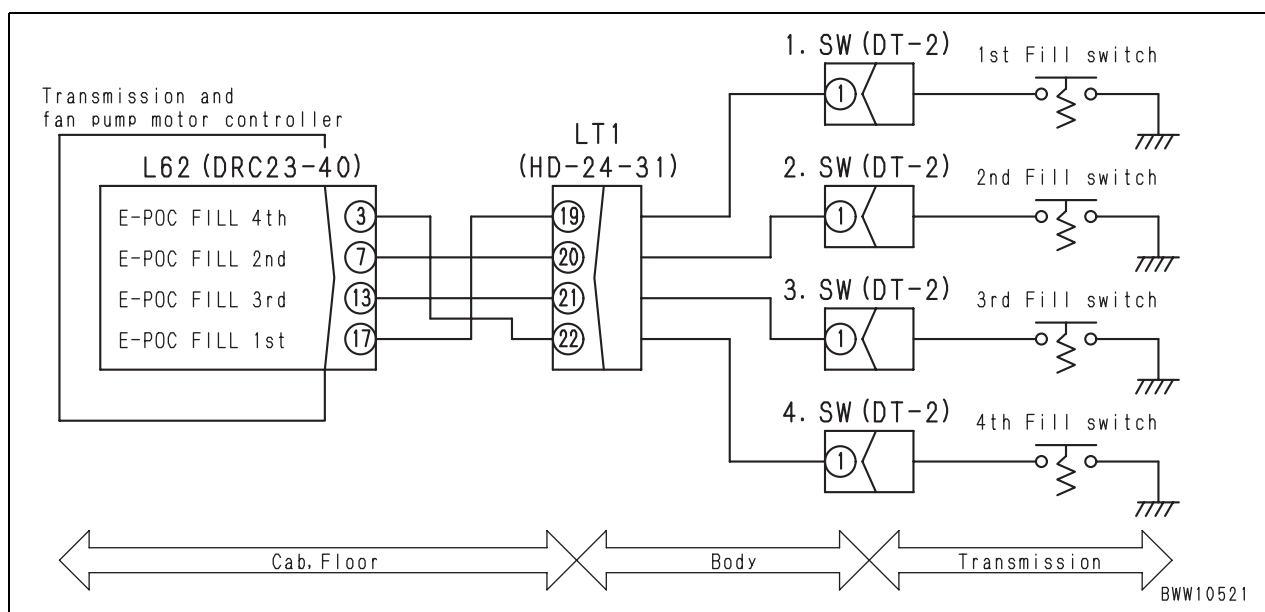 Transmission and
fan pump motor controller
L62 (DRC23-40)
E-POC FILL 4th
3
E-POC FILL 2nd
7
E-POC FILL 3rd
13
E-POC FILL 1st
17
LT1
(HD-24-31)
19
20
21
22
1. SW (DT-2)
1
1st Fill switch
2. SW (DT-2)
1
2nd Fill switch
3. SW (DT-2)
1
3rd Fill switch
4. SW (DT-2)
1
4th Fill switch
Cab, Floor
Body
Transmission
BWW10521